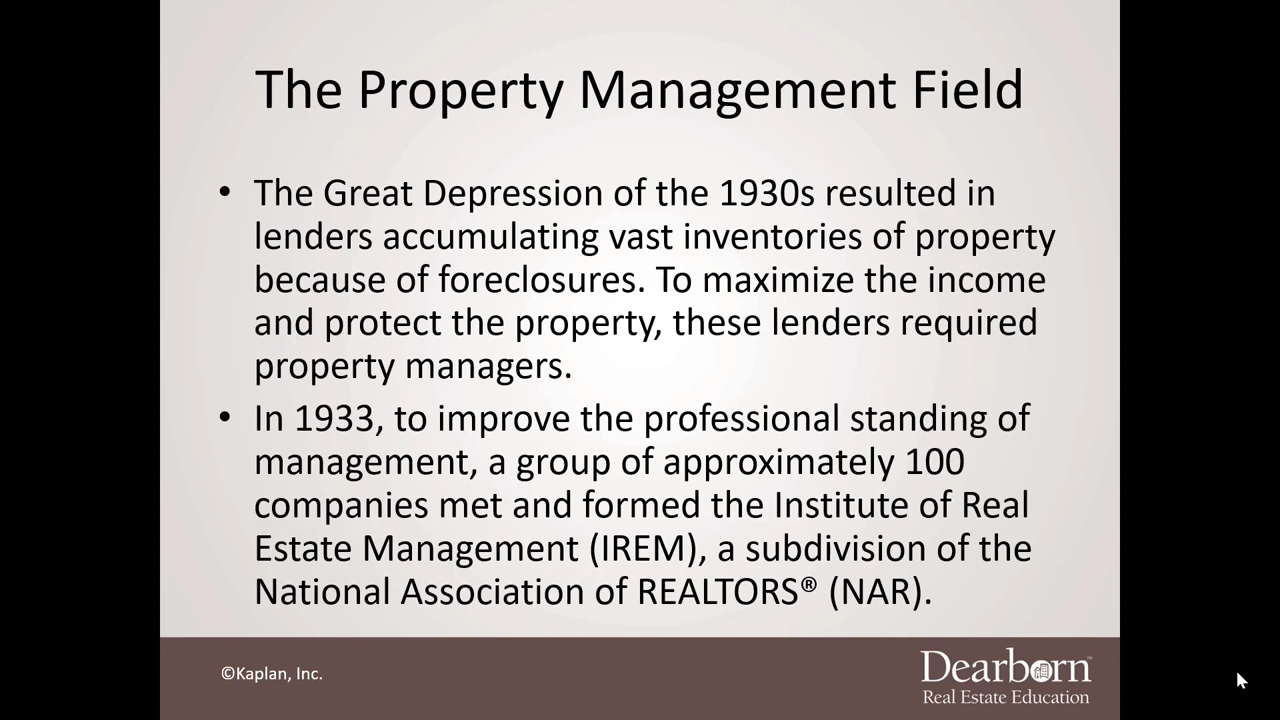 The Property Management Field
• The Great Depression of the 1930s resulted in
lenders accumulating vast inventories of property
because of foreclosures. To maximize the income
and protect the property, these lenders required
property managers.
• In 1933, to improve the professional standing of
management, a group of approximately 100
companies met and formed the Institute of Real
Estate Management (IREM), a subdivision of the
National Association of REALTORS® (NAR).
©Kaplan, Inc.
Dearborn™
Real Estate Education